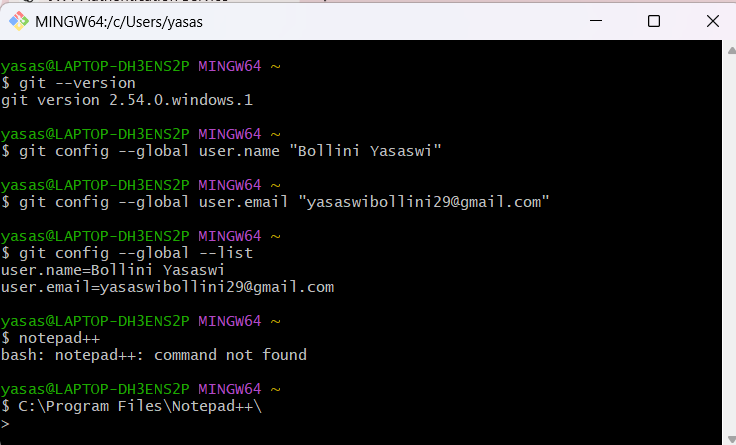 MINGW64:/c/Users/yasas
yasas@LAPTOP-DH3ENS2P MINGW64 ~
$ git --version
git version 2.54.0.windows.1
yasas@LAPTOP-DH3ENS2P MINGW64 ~
$ git config --global user.name "Bollini Yasaswi"
yasas@LAPTOP-DH3ENS2P MINGW64 ~
$ git config --global user.email "yasaswibollini29@gmail.com"
yasas@LAPTOP-DH3ENS2P MINGW64 ~
$ git config --global --list
user.name=Bollini Yasaswi
user.email=yasaswibollini29@gmail.com
yasas@LAPTOP-DH3ENS2P MINGW64 ~
$ notepad++
bash: notepad++: command not found
yasas@LAPTOP-DH3ENS2P MINGW64 ~
$ C:\Program Files\Notepad++\
>